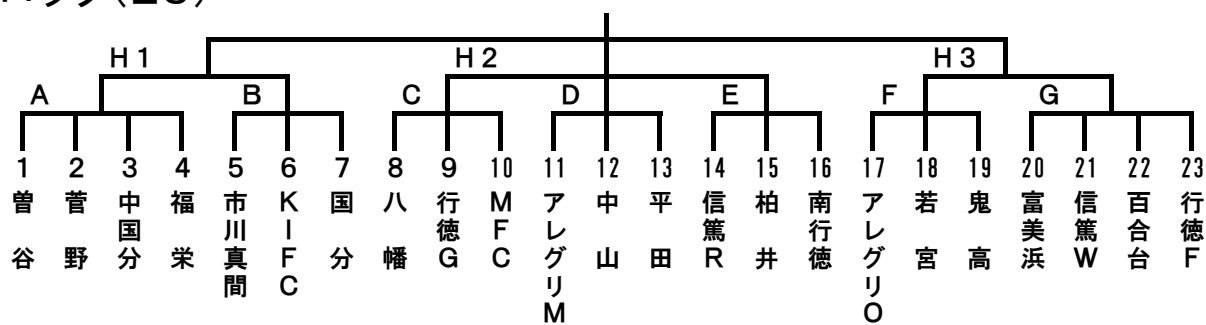 （23）
H1 H2 H3
A B C D E F G
1 2 3 4 5 6 7 8 9 10 11 12 13 14 15 16 17 18 19 20 21 22 23
曽谷
菅野
中国分
福栄
市川真間
KIFC
国分
八幡
行徳G
MFC
アレグリM
中山
平田
信篤R
柏井
南行徳
アレグリO
若宮
鬼高
富美浜
信篤W
百合台
行徳F